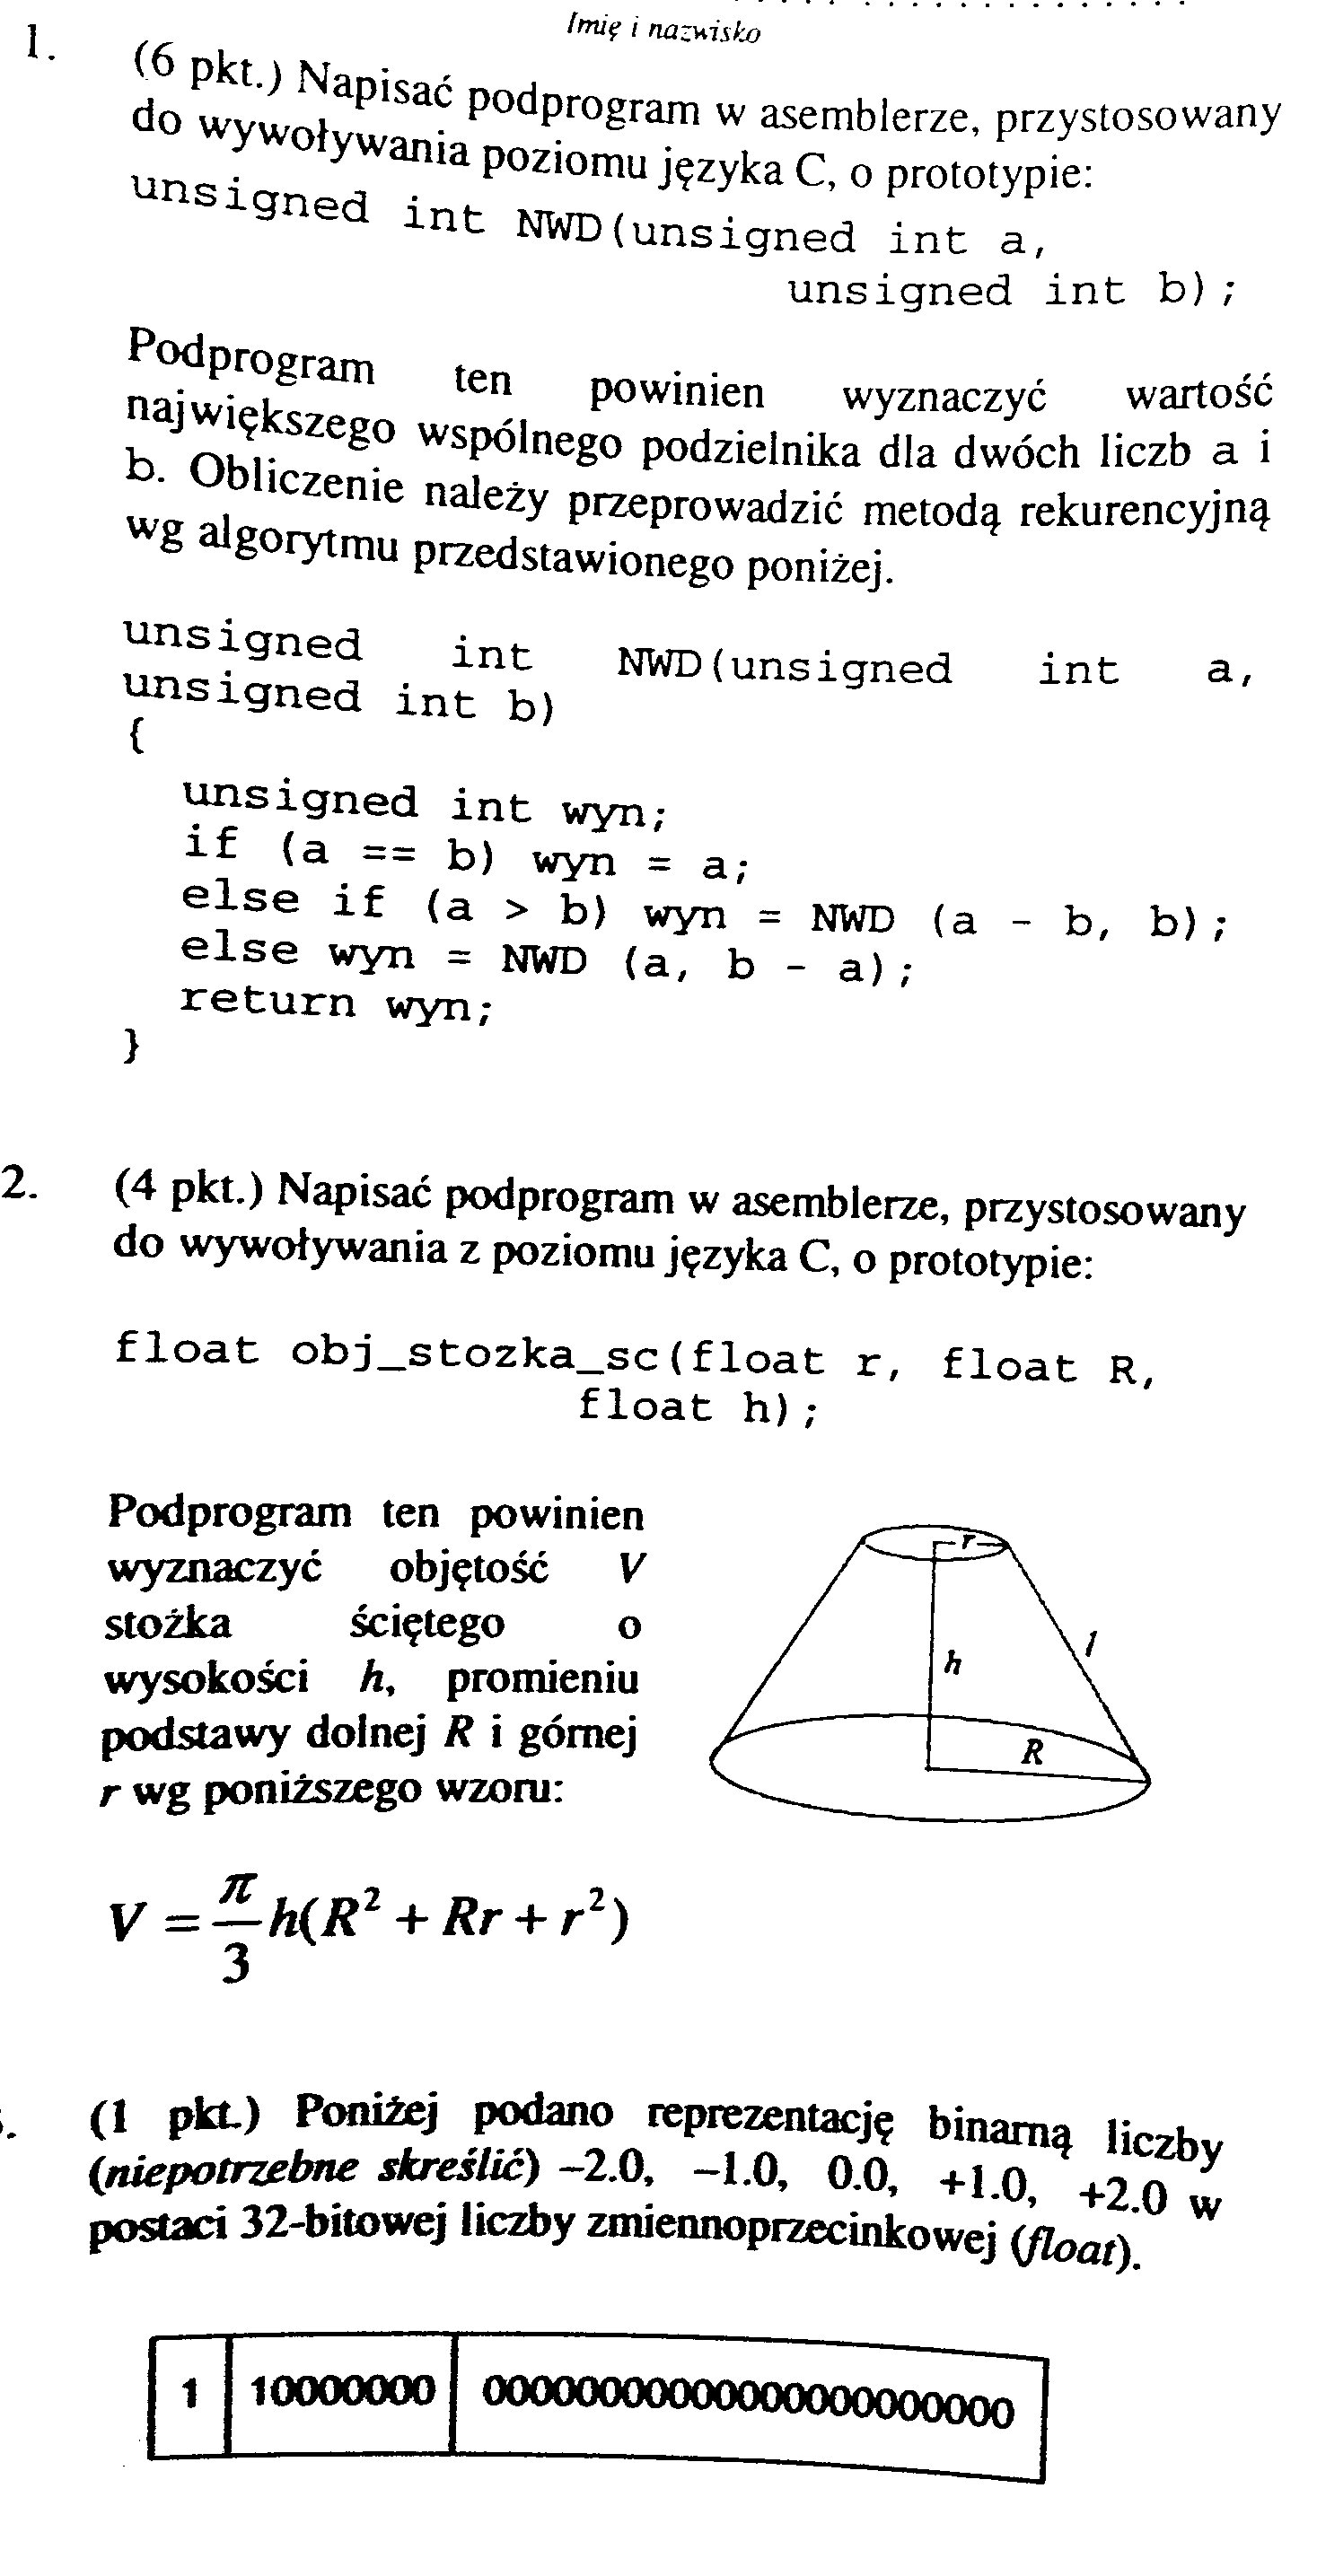 Imię i nazwisko
1. (6 pkt.) Napisać podprogram w asemblerze, przystosowany
do wywoływania poziomu języka C, o prototypie:
unsigned int NWD(unsigned int a,
unsigned int b);
Podprogram ten powinien wyznaczyć wartość
największego wspólnego podzielnika dla dwóch liczb a i
b. Obliczenie należy przeprowadzić metodą rekurencyjną
wg algorytmu przedstawionego poniżej.
unsigned int NWD(unsigned int a,
unsigned int b)
{
unsigned int wyn;
if (a == b) wyn = a;
else if (a > b) wyn = NWD (a - b, b);
else wyn = NWD (a, b - a);
return wyn;
}
2. (4 pkt.) Napisać podprogram w asemblerze, przystosowany
do wywoływania z poziomu języka C, o prototypie:
float obj_stozka_sc(float r, float R,
float h);
Podprogram ten powinien
wyznaczyć objętość V
stożka ściętego o
wysokości h, promieniu
podstawy dolnej R i górnej
r wg poniższego wzoru:
r
h
l
R
V = π/3 h(R² + Rr + r²)
(1 pkt.) Poniżej podano reprezentację binarną liczby
(niepotrzebne skreślić) –2.0, –1.0, 0.0, +1.0, +2.0 w
postaci 32-bitowej liczby zmiennoprzecinkowej (float).
1 10000000 00000000000000000000000